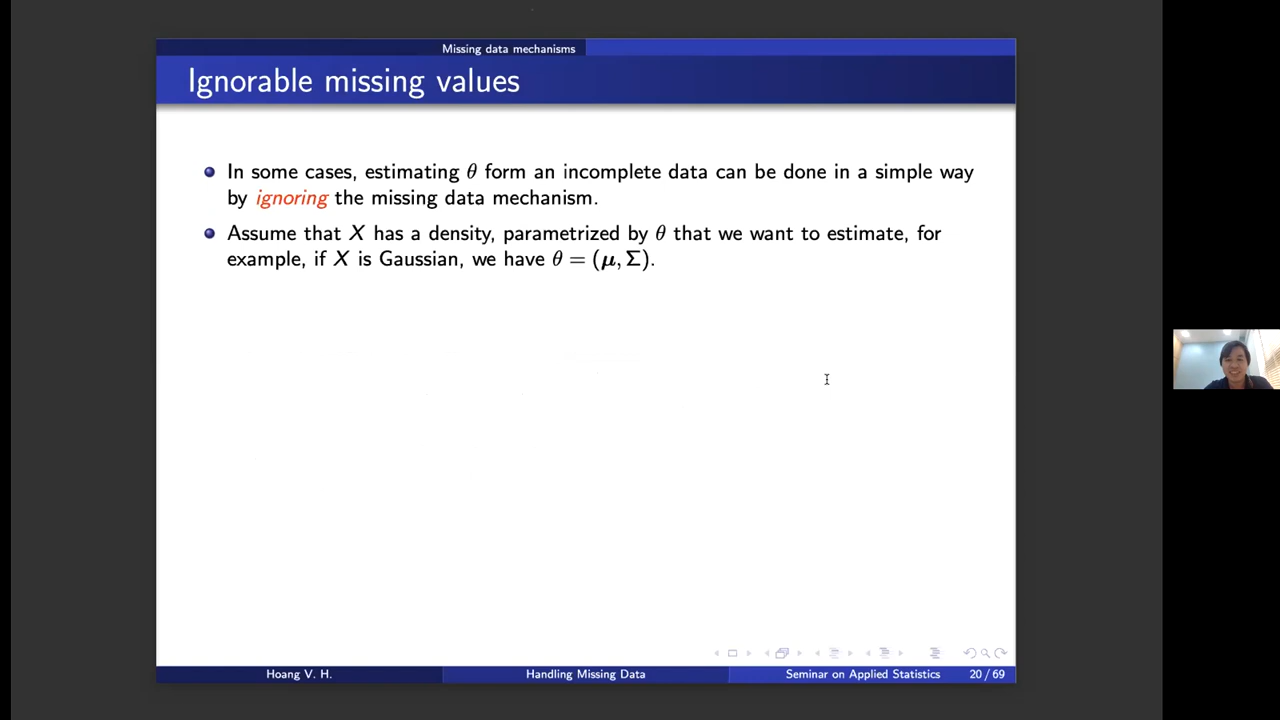 Missing data mechanisms
Ignorable missing values
In some cases, estimating θ form an incomplete data can be done in a simple way
by ignoring the missing data mechanism.
Assume that X has a density, parametrized by θ that we want to estimate, for
example, if X is Gaussian, we have θ = (μ, Σ).
Hoang V. H. Handling Missing Data Seminar on Applied Statistics 20 / 69